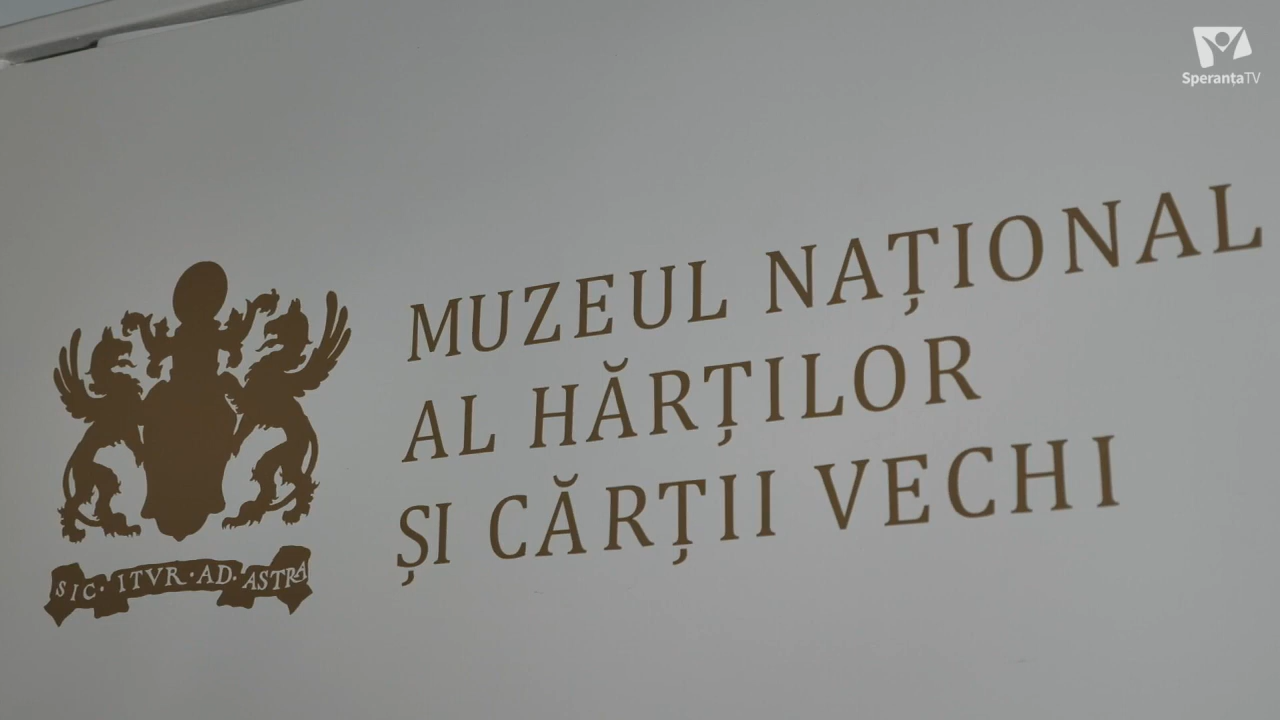 SperanțaTV
MUZEUL NAȚIONAL
AL HĂRȚILOR
ȘI CĂRȚII VECHI
SIC·ITVR·AD·ASTRA